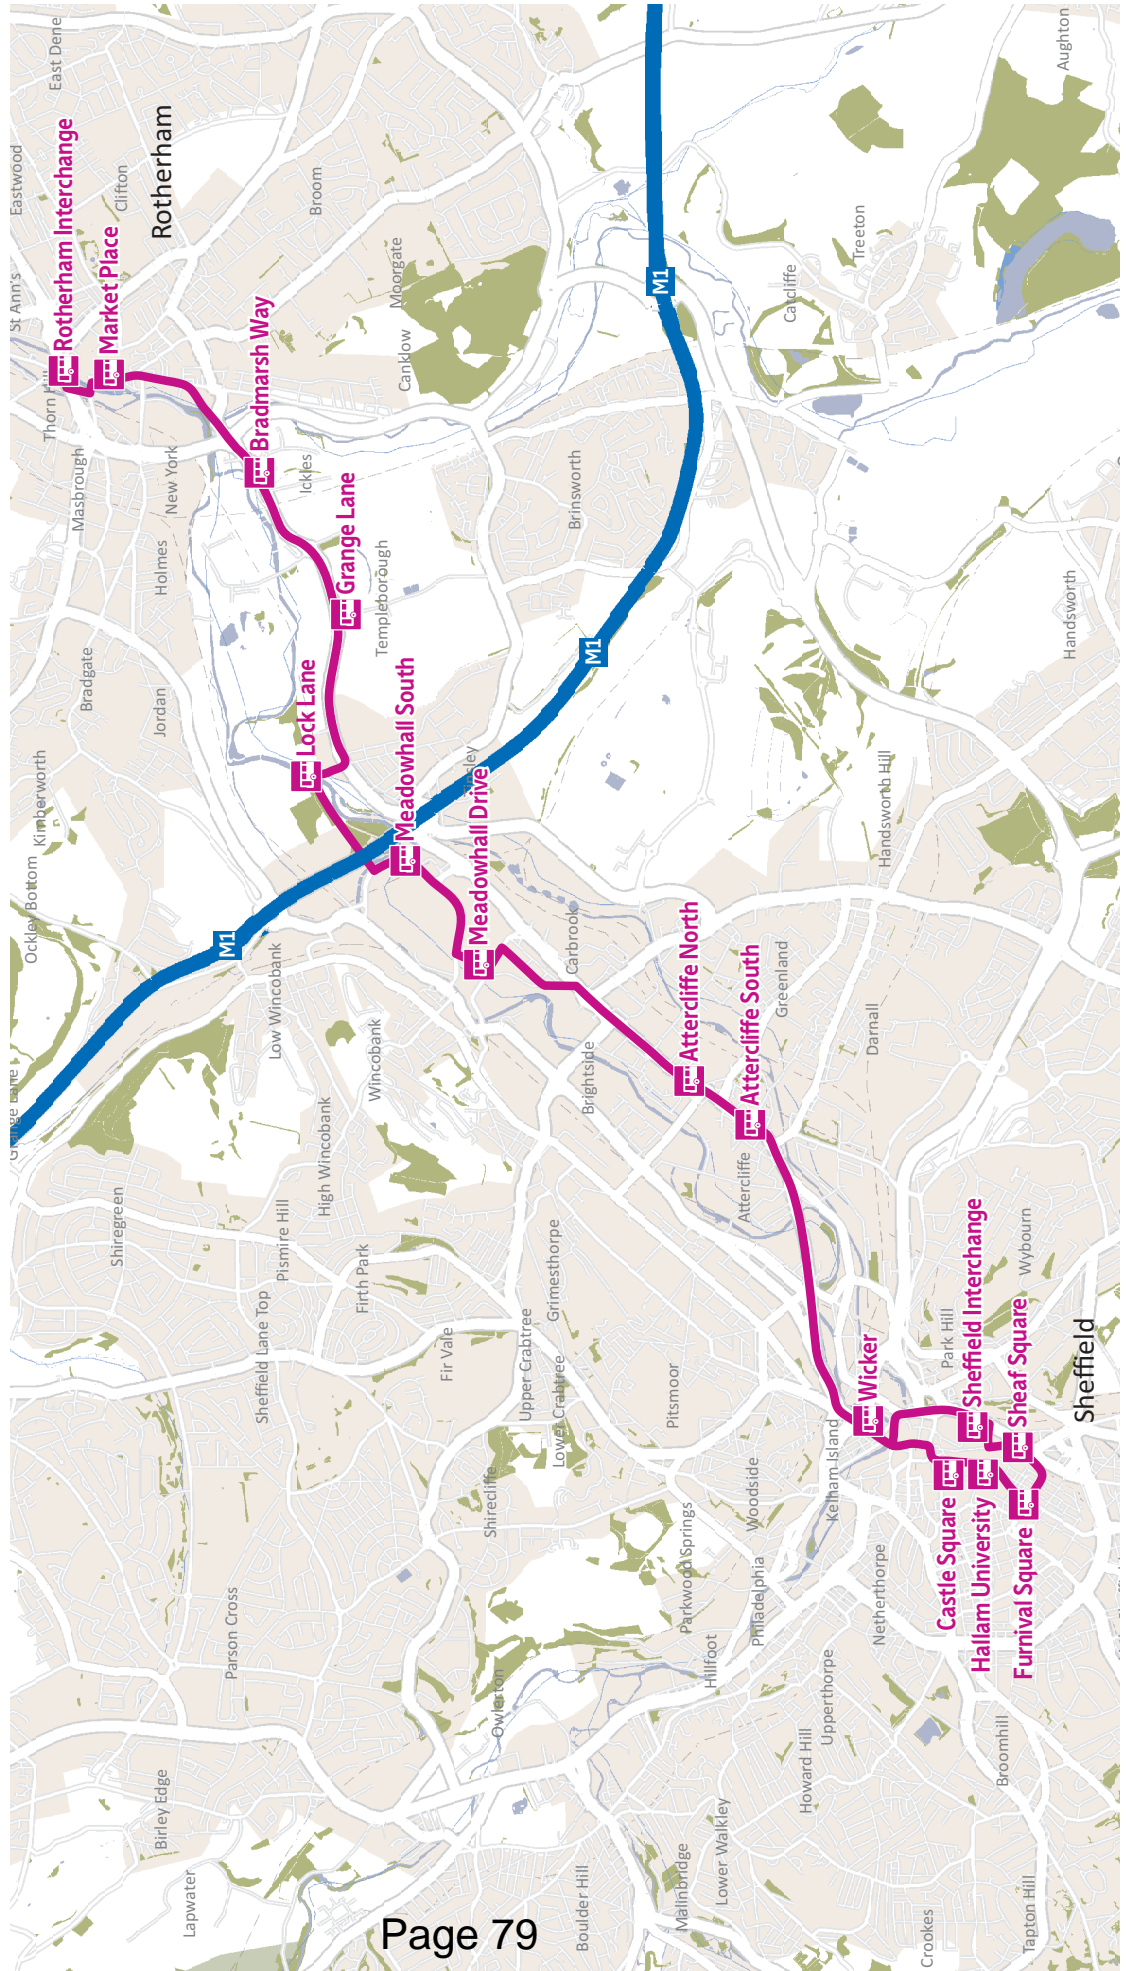 East Dene
Eastwood
St Ann's
Rotherham Interchange
Clifton
Rotherham
Market Place
Thorn Hill
Masbrough
New York
Broom
Moorgate
Canklow
Bradmarsh Way
Ickles
Holmes
Grange Lane
Templeborough
Brinsworth
Aughton
Treeton
Catcliffe
M1
M1
Handsworth
Bradgate
Jordan
Kimberworth
Lock Lane
Meadowhall South
Tinsley
Meadowhall Drive
Ockley Bottom
M1
Low Wincobank
Carbrook
Handsworth Hill
Attercliffe North
Attercliffe South
Greenland
Darnall
Grange Lane
Wincobank
High Wincobank
Brightside
Attercliffe
Shiregreen
Pismire Hill
Firth Park
Sheffield Lane Top
Fir Vale
Grimesthorpe
Upper Crabtree
Lower Crabtree
Pitsmoor
Wicker
Sheffield Interchange
Wybourn
Park Hill
Sheaf Square
Sheffield
Shirecliffe
Woodside
Kelham Island
Castle Square
Hallam University
Furnival Square
Parkwood Springs
Philadelphia
Netherthorpe
Parson Cross
Owlerton
Hillfoot
Upperthorpe
Howard Hill
Broomhill
Birley Edge
Lapwater
Boulder Hill
Malinbridge
Lower Walkley
Crookes
Tapton Hill
Page 79